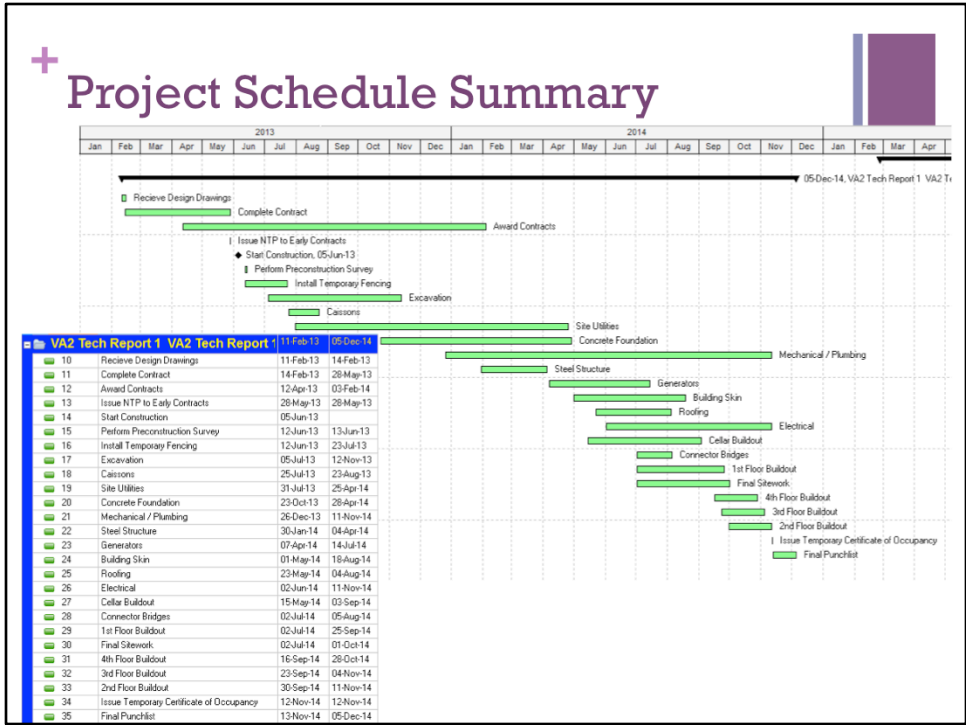 +
Project Schedule Summary
2013 2014
Jan Feb Mar Apr May Jun Jul Aug Sep Oct Nov Dec Jan Feb Mar Apr May Jun Jul Aug Sep Oct Nov Dec Jan Feb Mar Apr
05-Dec-14, VA2 Tech Report 1 VA2 Te
Recieve Design Drawings
Complete Contract
Award Contracts
Issue NTP to Early Contracts
Start Construction, 05-Jun-13
Perform Preconstruction Survey
Install Temporary Fencing
Excavation
Caissons
Site Utilities
Concrete Foundation
Mechanical / Plumbing
Steel Structure
Generators
Building Skin
Roofing
Electrical
Cellar Buildout
Connector Bridges
1st Floor Buildout
Final Sitework
4th Floor Buildout
3rd Floor Buildout
2nd Floor Buildout
Issue Temporary Certificate of Occupancy
Final Punchlist
VA2 Tech Report 1 VA2 Tech Report 1 11-Feb-13 05-Dec-14
10 Recieve Design Drawings 11-Feb-13 14-Feb-13
11 Complete Contract 14-Feb-13 28-May-13
12 Award Contracts 12-Apr-13 03-Feb-14
13 Issue NTP to Early Contracts 28-May-13 28-May-13
14 Start Construction 05-Jun-13
15 Perform Preconstruction Survey 12-Jun-13 13-Jun-13
16 Install Temporary Fencing 12-Jun-13 23-Jul-13
17 Excavation 05-Jul-13 12-Nov-13
18 Caissons 25-Jul-13 23-Aug-13
19 Site Utilities 31-Jul-13 25-Apr-14
20 Concrete Foundation 23-Oct-13 28-Apr-14
21 Mechanical / Plumbing 26-Dec-13 11-Nov-14
22 Steel Structure 30-Jan-14 04-Apr-14
23 Generators 07-Apr-14 14-Jul-14
24 Building Skin 01-May-14 18-Aug-14
25 Roofing 23-May-14 04-Aug-14
26 Electrical 02-Jun-14 11-Nov-14
27 Cellar Buildout 15-May-14 03-Sep-14
28 Connector Bridges 02-Jul-14 05-Aug-14
29 1st Floor Buildout 02-Jul-14 25-Sep-14
30 Final Sitework 02-Jul-14 01-Oct-14
31 4th Floor Buildout 16-Sep-14 28-Oct-14
32 3rd Floor Buildout 23-Sep-14 04-Nov-14
33 2nd Floor Buildout 30-Sep-14 11-Nov-14
34 Issue Temporary Certificate of Occupancy 12-Nov-14 12-Nov-14
35 Final Punchlist 13-Nov-14 05-Dec-14